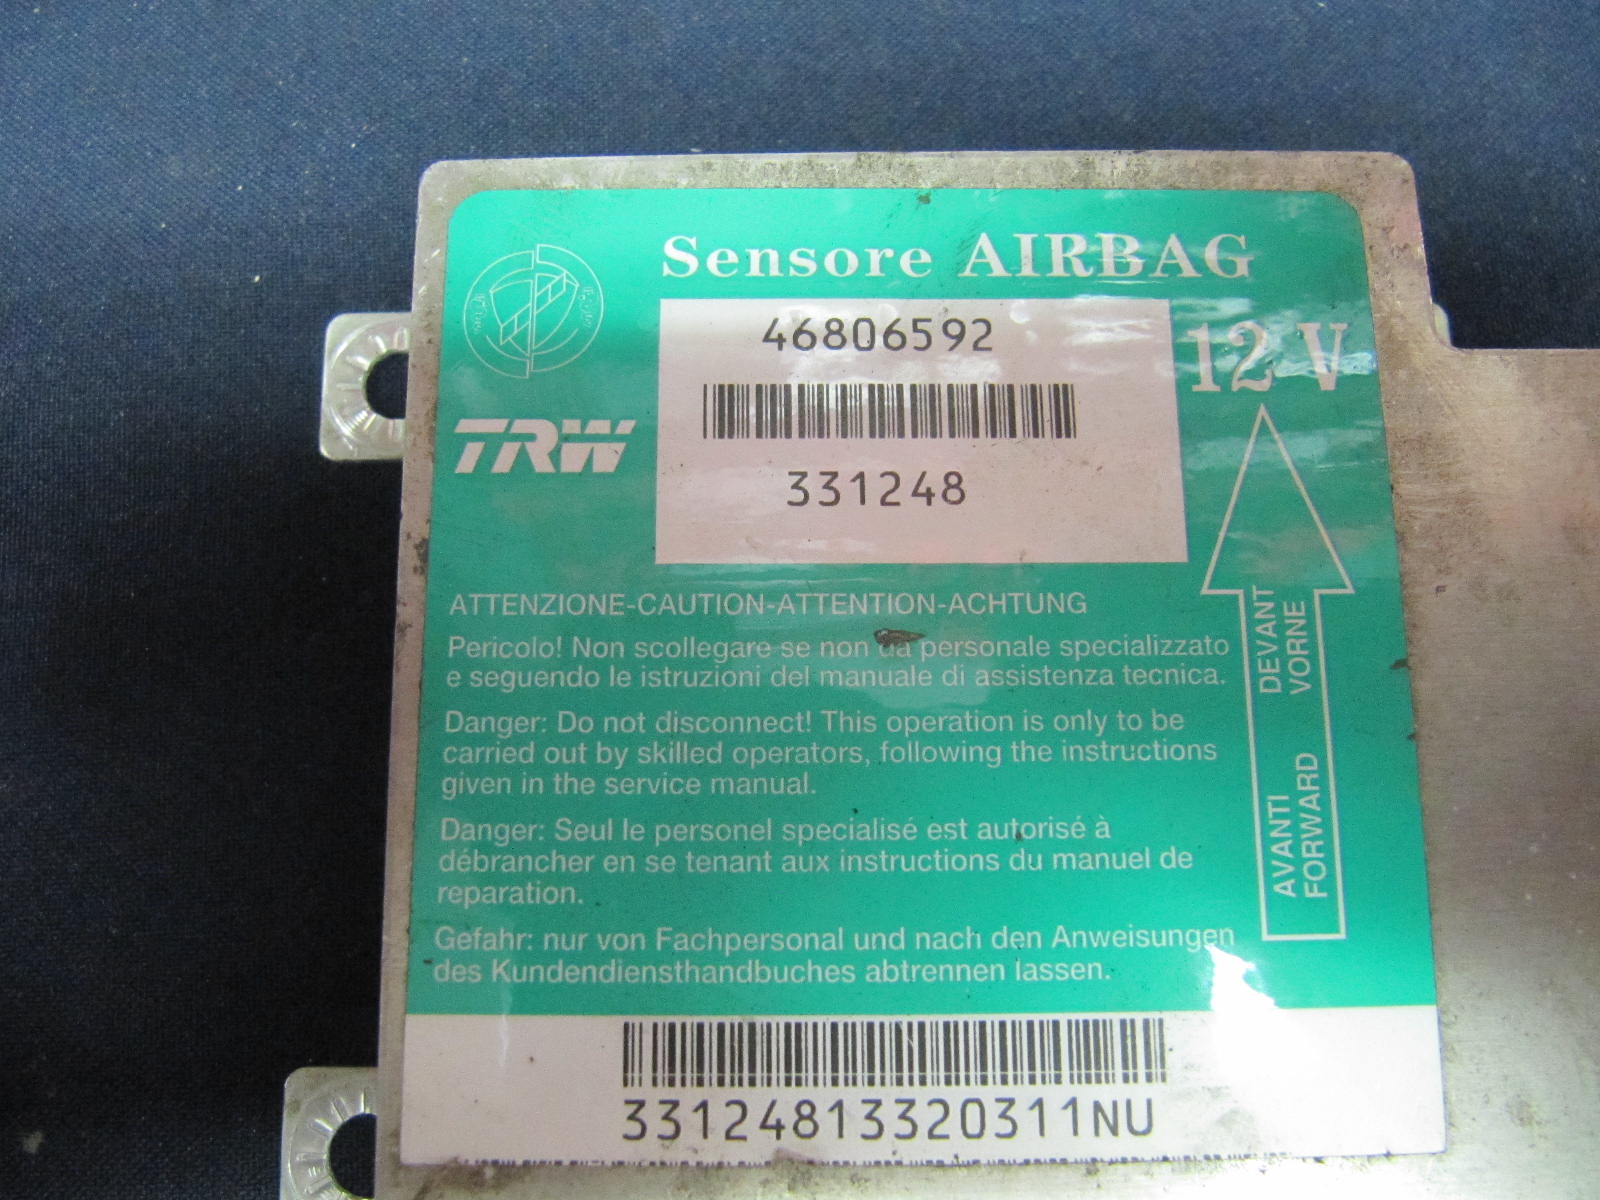 Sensore AIRBAG
46806592
12 V
TRW
331248
ATTENZIONE-CAUTION-ATTENTION-ACHTUNG
Pericolo! Non scollegare se non da personale specializzato
e seguendo le istruzioni del manuale di assistenza tecnica.
Danger: Do not disconnect! This operation is only to be
carried out by skilled operators, following the instructions
given in the service manual.
Danger: Seul le personel specialisé est autorisé à
débrancher en se tenant aux instructions du manuel de
reparation.
Gefahr: nur von Fachpersonal und nach den Anweisungen
des Kundendiensthandbuches abtrennen lassen.
DEVANT
VORNE
AVANTI
FORWARD
33124813320311NU